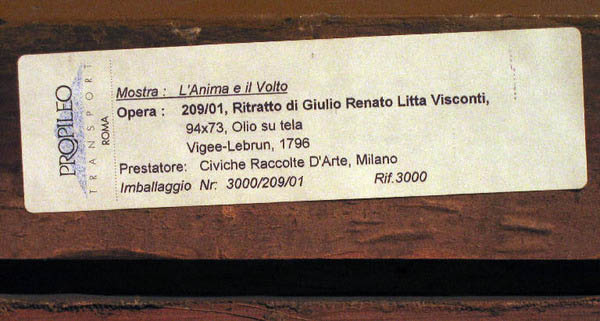 PROPILEO
TRANSPORT
ROMA
Mostra : L'Anima e il Volto
Opera : 209/01, Ritratto di Giulio Renato Litta Visconti,
94x73, Olio su tela
Vigee-Lebrun, 1796
Prestatore: Civiche Raccolte D'Arte, Milano
Imballaggio Nr: 3000/209/01 Rif.3000